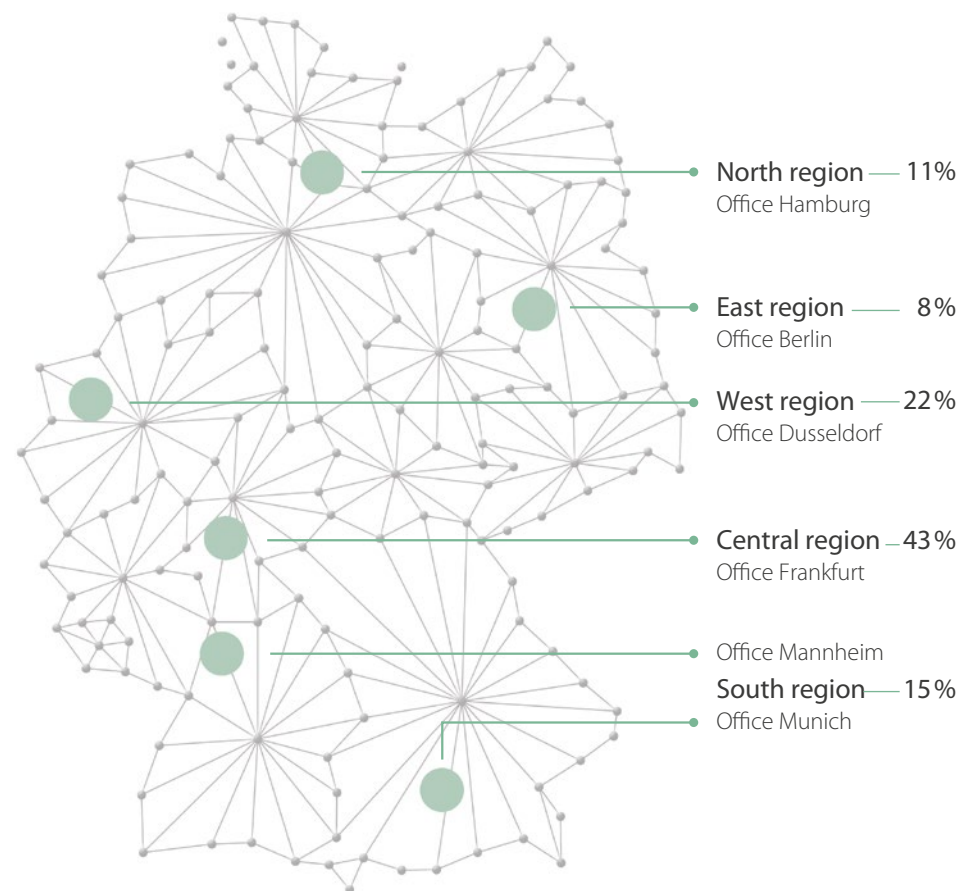 North region 11%
Office Hamburg
East region 8%
Office Berlin
West region 22%
Office Dusseldorf
Central region 43%
Office Frankfurt
Office Mannheim
South region 15%
Office Munich